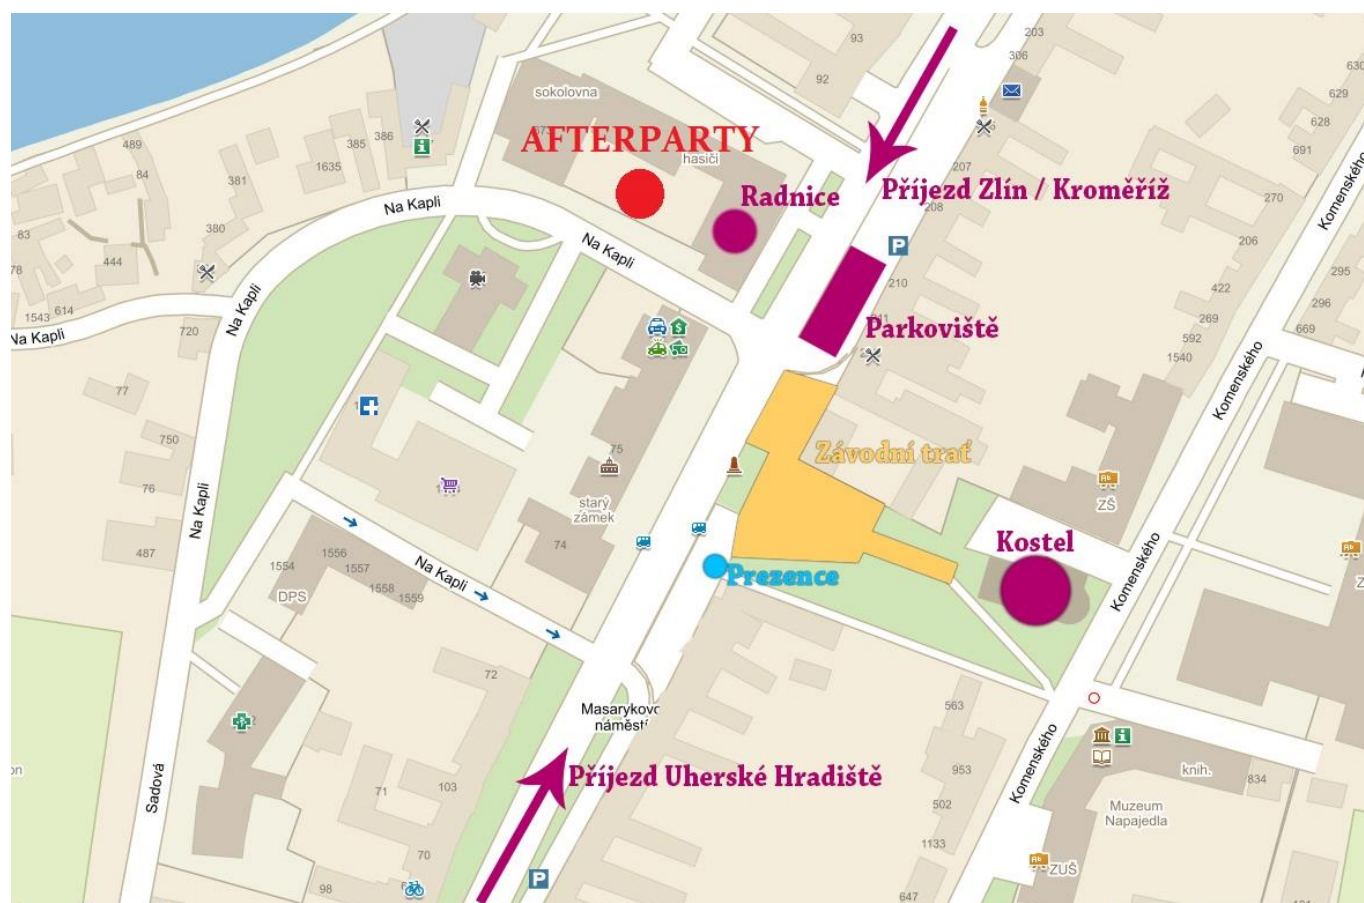 93
203
306
630
92
629
sokolovna
628
673
386
489
385
AFTERPARTY
691
hasiči
1635
84
207
381
Příjezd Zlín / Kroměříž
Radnice
270
Na Kapli
208
Komenského
380
83
206
Na Kapli
P
444
78
295
210
422
Na Kapli
296
1543
614
269
Parkoviště
669
720
592
Na Kapli
1540
Komenského
77
750
75
Závodní trať
76
starý
zámek
ZŠ
Na Kapli
Kostel
74
487
1556
1554
1557
Na Kapli
Prezence
1558
Komenského
DPS
1559
72
Masarykovo
náměstí
563
Příjezd Uherské Hradiště
953
knih.
834
Komenského
Sadová
103
71
502
Muzeum
Napajedla
1133
70
ZUŠ
98
P
647